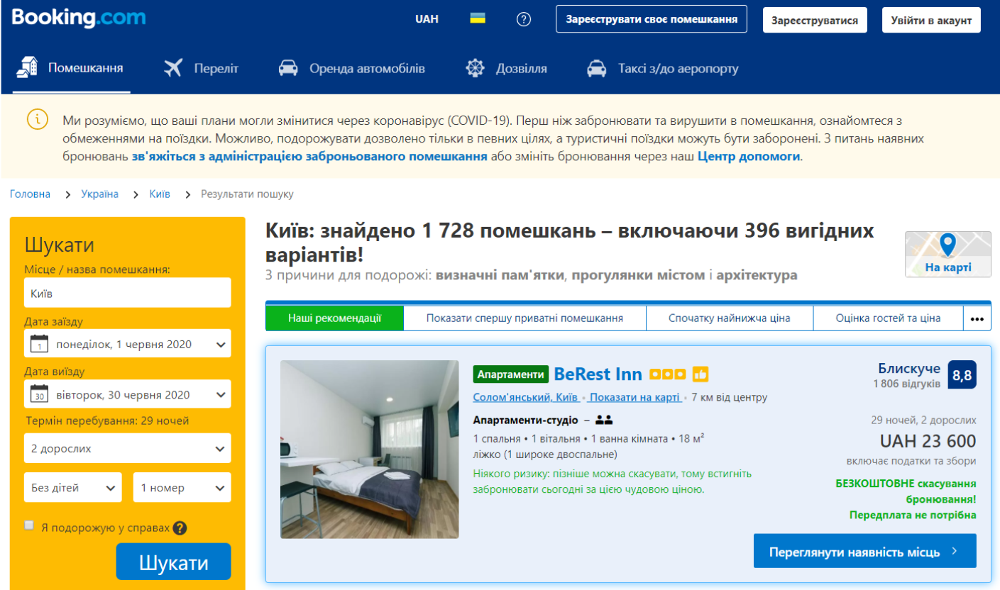 Booking.com
UAH
Зареєструвати своє помешкання
Зареєструватися
Увійти в акаунт
Помешкання
Переліт
Оренда автомобілів
Дозвілля
Таксі з/до аеропорту
Ми розуміємо, що ваші плани могли змінитися через коронавірус (COVID-19). Перш ніж забронювати та вирушити в помешкання, ознайомтеся з
обмеженнями на поїздки. Можливо, подорожувати дозволено тільки в певних цілях, а туристичні поїздки можуть бути заборонені. З питань наявних
бронювань зв'яжіться з адміністрацією заброньованого помешкання або змініть бронювання через наш Центр допомоги.
Головна > Україна > Київ > Результати пошуку
Шукати
Місце / назва помешкання:
Київ
Дата заїзду
1 понеділок, 1 червня 2020
Дата виїзду
30 вівторок, 30 червня 2020
Термін перебування: 29 ночей
2 дорослих
Без дітей
1 номер
Я подорожую у справах ?
Шукати
Київ: знайдено 1 728 помешкань – включаючи 396 вигідних
варіантів!
3 причини для подорожі: визначні пам'ятки, прогулянки містом і архітектура
На карті
Наші рекомендації
Показати спершу приватні помешкання
Спочатку найнижча ціна
Оцінка гостей та ціна
•••
Апартаменти BeRest Inn
Солом'янський, Київ - Показати на карті - 7 км від центру
Апартаменти-студіо –
1 спальня • 1 вітальня • 1 ванна кімната • 18 м²
ліжко (1 широке двоспальне)
Ніякого ризику: пізніше можна скасувати, тому встигніть
забронювати сьогодні за цією чудовою ціною.
Блискуче
1 806 відгуків
8,8
29 ночей, 2 дорослих
UAH 23 600
включає податки та збори
БЕЗКОШТОВНЕ скасування
бронювання!
Передплата не потрібна
Переглянути наявність місць >